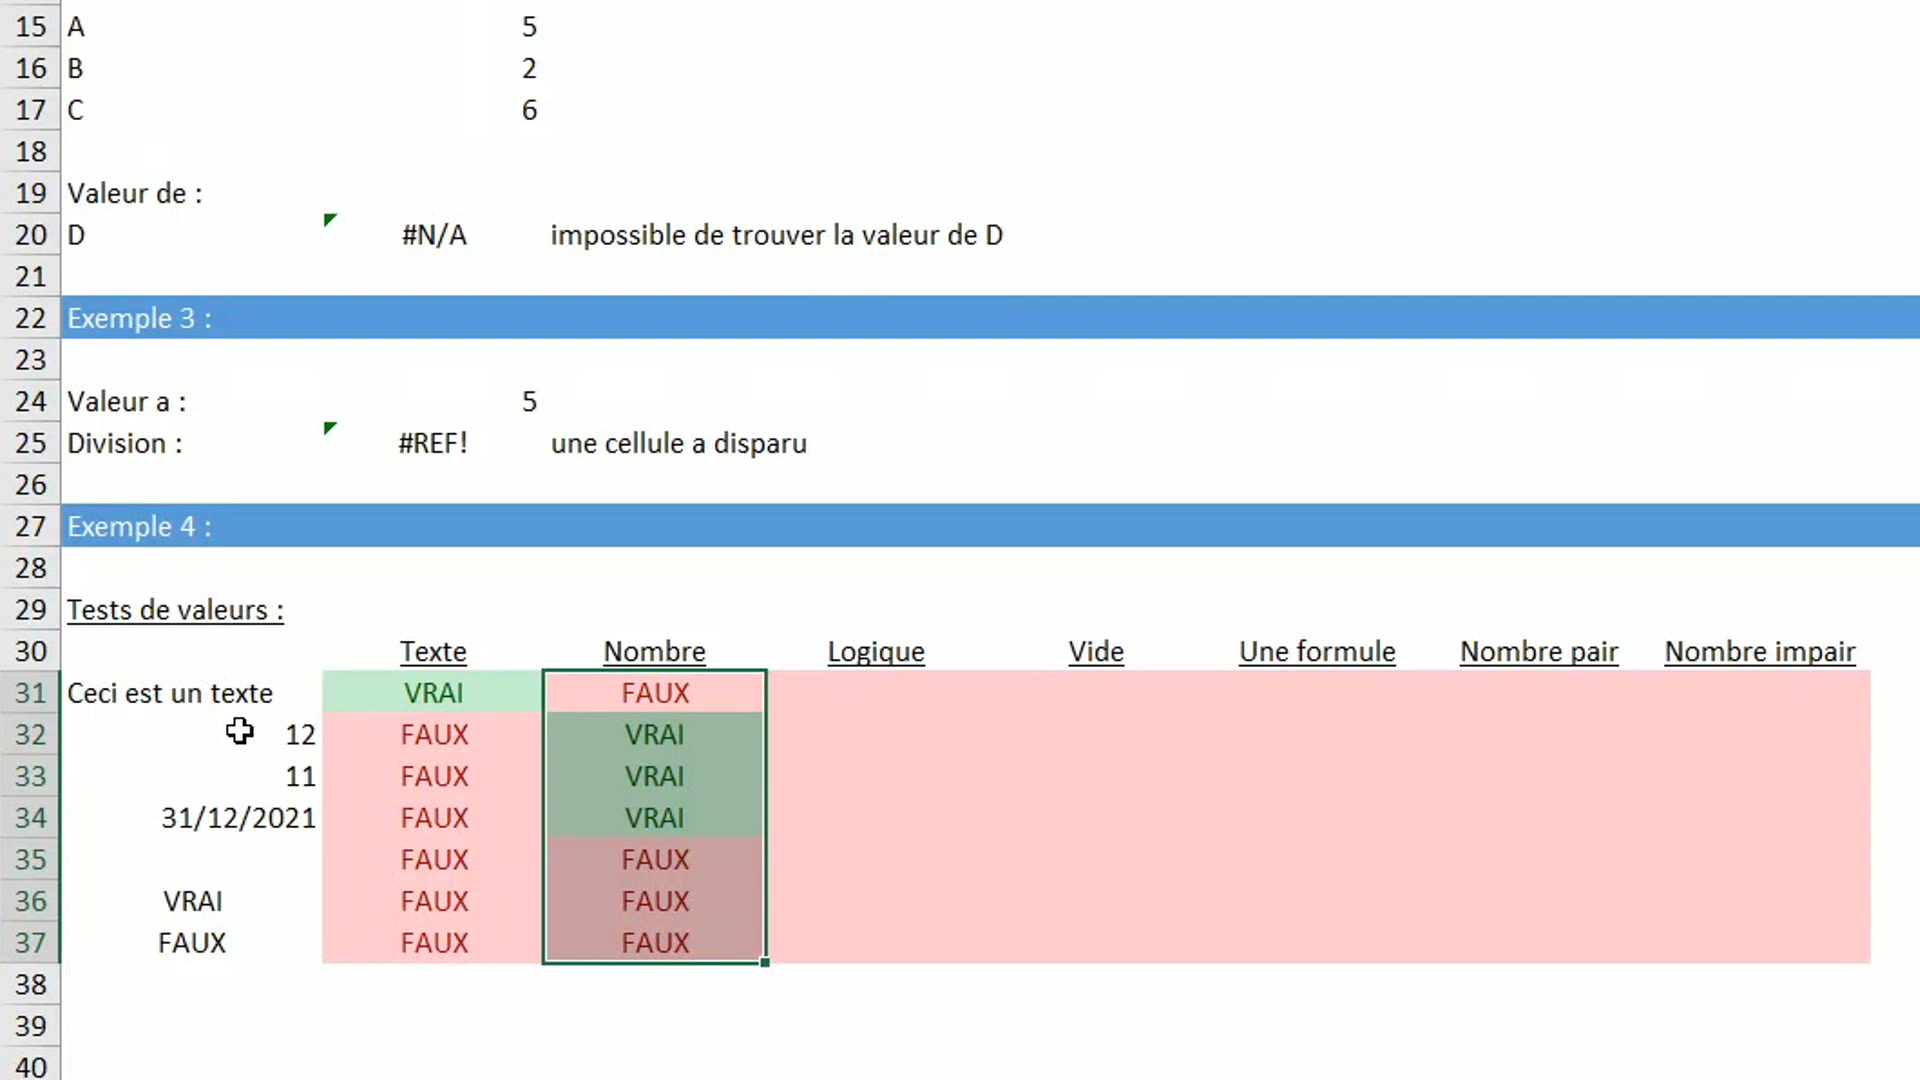 15 A 5
16 B 2
17 C 6
18
19 Valeur de :
20 D #N/A impossible de trouver la valeur de D
21
22 Exemple 3 :
23
24 Valeur a : 5
25 Division : #REF! une cellule a disparu
26
27 Exemple 4 :
28
29 Tests de valeurs :
30 Texte Nombre Logique Vide Une formule Nombre pair Nombre impair
31 Ceci est un texte VRAI FAUX
32 12 FAUX VRAI
33 11 FAUX VRAI
34 31/12/2021 FAUX VRAI
35 FAUX FAUX
36 VRAI FAUX FAUX
37 FAUX FAUX FAUX
38
39
40